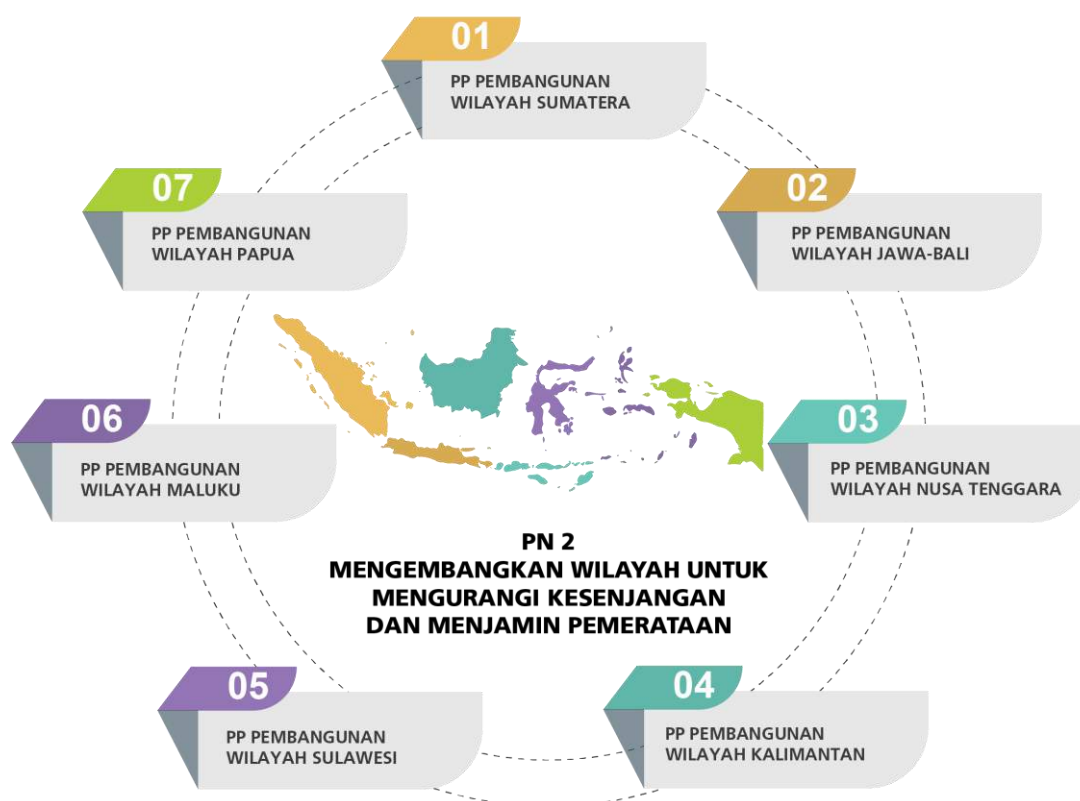 01
PP PEMBANGUNAN
WILAYAH SUMATERA
07
PP PEMBANGUNAN
WILAYAH PAPUA
02
PP PEMBANGUNAN
WILAYAH JAWA-BALI
06
PP PEMBANGUNAN
WILAYAH MALUKU
03
PP PEMBANGUNAN
WILAYAH NUSA TENGGARA
PN 2
MENGEMBANGKAN WILAYAH UNTUK
MENGURANGI KESENJANGAN
DAN MENJAMIN PEMERATAAN
05
PP PEMBANGUNAN
WILAYAH SULAWESI
04
PP PEMBANGUNAN
WILAYAH KALIMANTAN